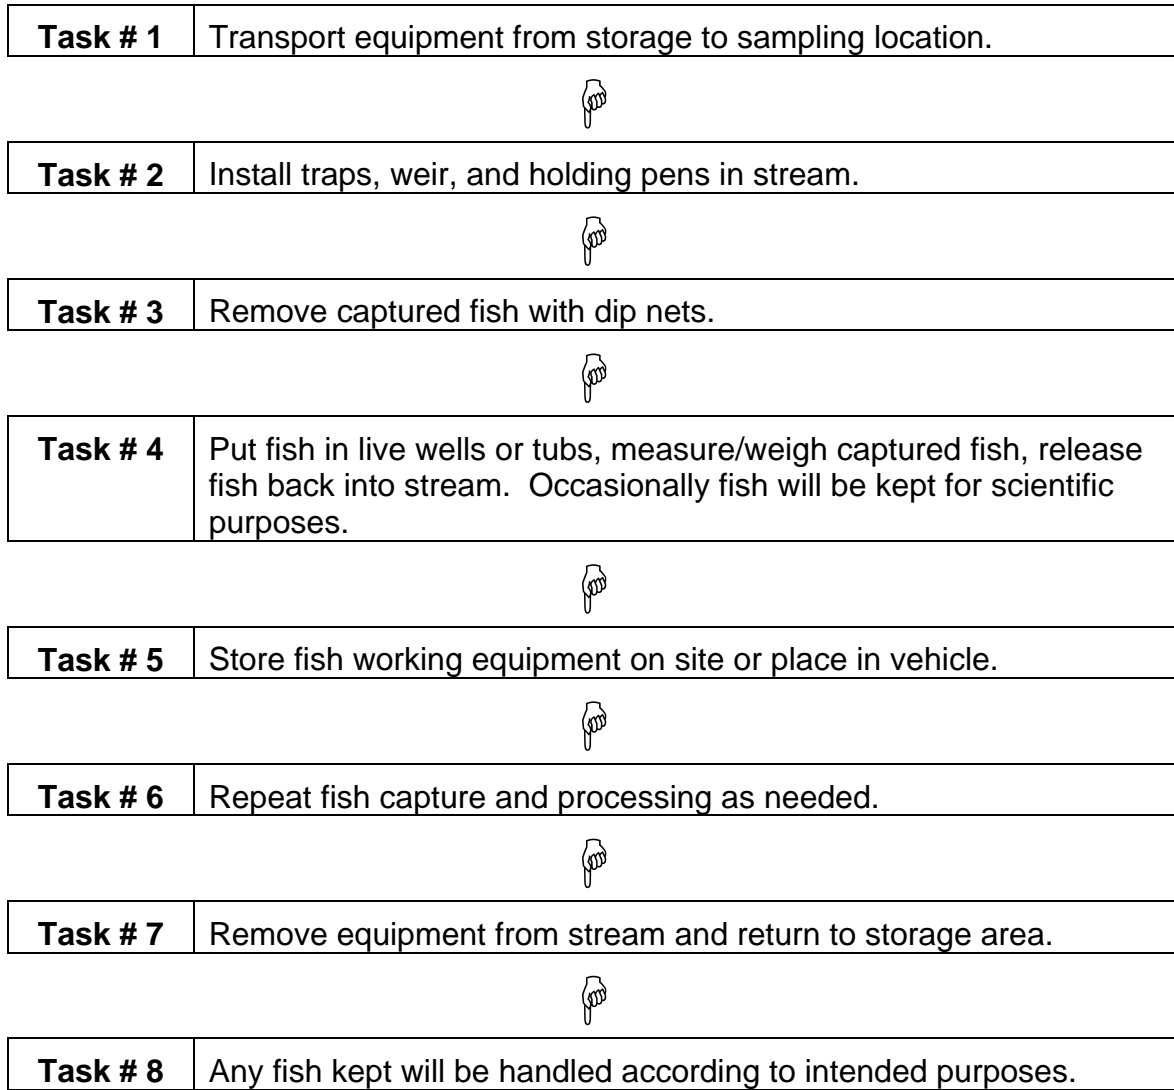 Task # 1 Transport equipment from storage to sampling location.
Task # 2 Install traps, weir, and holding pens in stream.
Task # 3 Remove captured fish with dip nets.
Task # 4 Put fish in live wells or tubs, measure/weigh captured fish, release
fish back into stream.  Occasionally fish will be kept for scientific
purposes.
Task # 5 Store fish working equipment on site or place in vehicle.
Task # 6 Repeat fish capture and processing as needed.
Task # 7 Remove equipment from stream and return to storage area.
Task # 8 Any fish kept will be handled according to intended purposes.